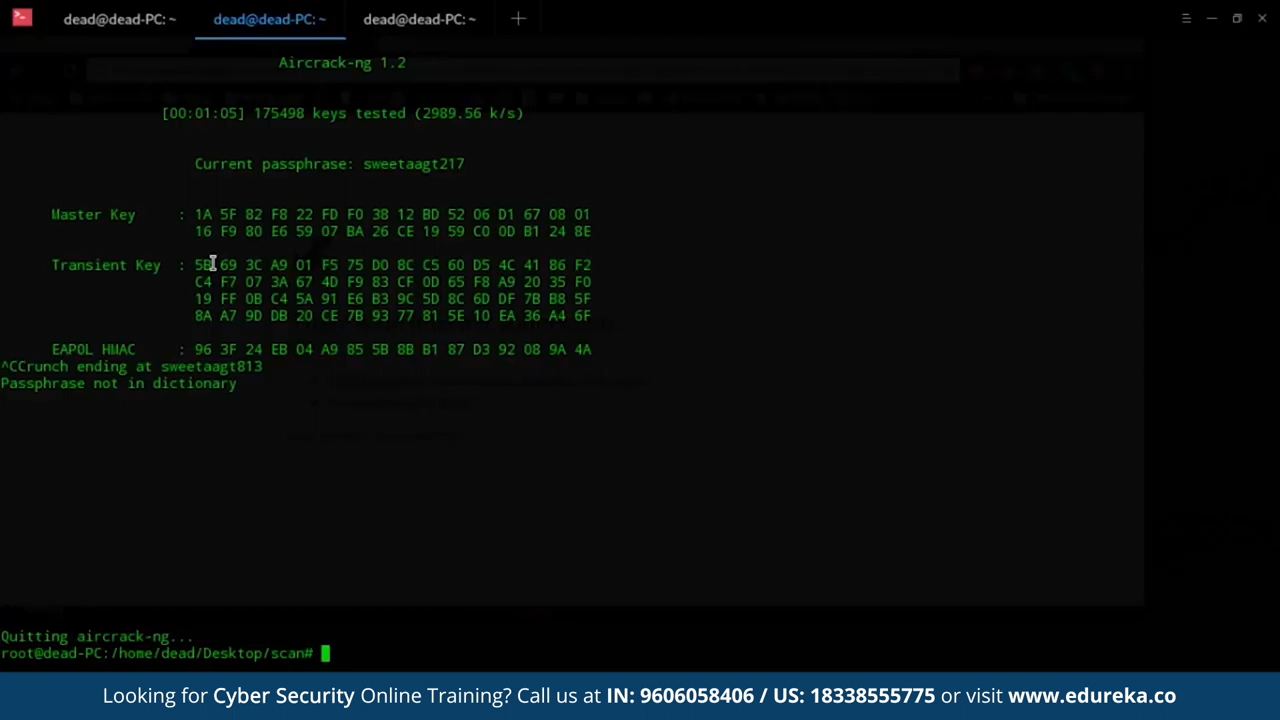 dead@dead-PC: ~
dead@dead-PC: ~
dead@dead-PC: ~
Aircrack-ng 1.2
[00:01:05] 175498 keys tested (2989.56 k/s)
Current passphrase: sweetaagt217
Master Key : 1A 5F 82 F8 22 FD F0 38 12 BD 52 06 D1 67 08 01
16 F9 80 E6 59 07 BA 26 CE 19 59 C0 0D B1 24 8E
Transient Key : 5B 69 3C A9 01 F5 75 D0 8C C5 60 D5 4C 41 86 F2
C4 F7 07 3A 67 4D F9 83 CF 0D 65 F8 A9 20 35 F0
19 FF 0B C4 5A 91 E6 B3 9C 5D 8C 6D DF 7B B8 5F
8A A7 9D DB 20 CE 7B 93 77 81 5E 10 EA 36 A4 6F
EAPOL HMAC : 96 3F 24 EB 04 A9 85 5B 8B B1 87 D3 92 08 9A 4A
^CCrunch ending at sweetaagt813
Passphrase not in dictionary
Quitting aircrack-ng...
root@dead-PC:/home/dead/Desktop/scan#
Looking for Cyber Security Online Training? Call us at IN: 9606058406 / US: 18338555775 or visit www.edureka.co